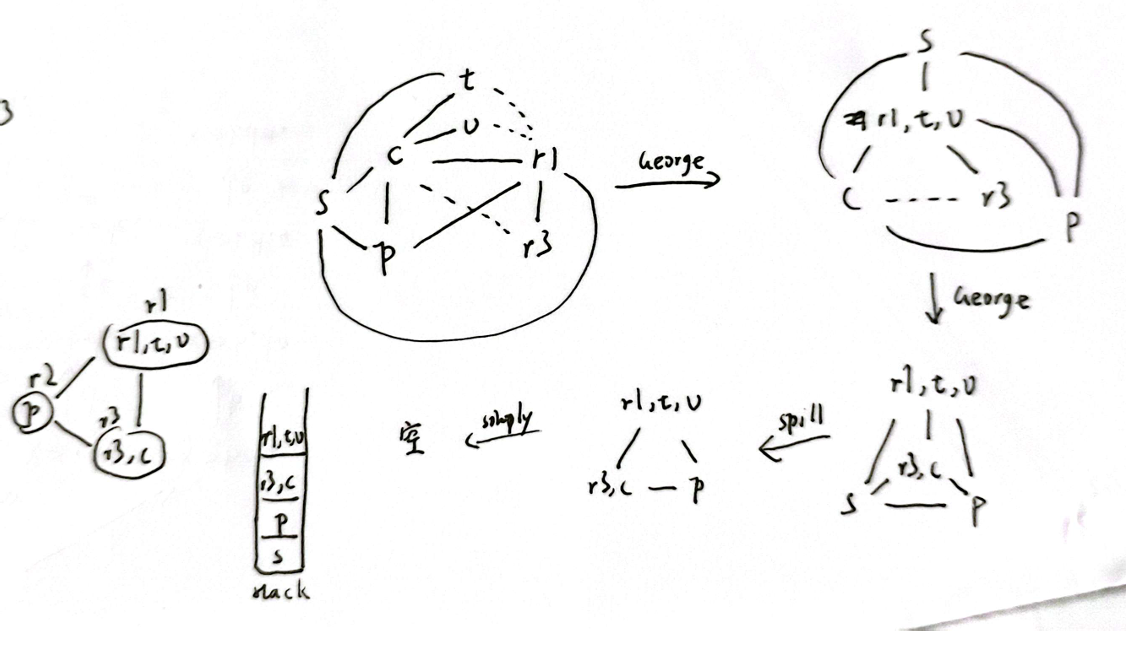 3
t
u
c r1
s
p r3
George
s
r1, t, u
c r3
p
George
r1, t, u
r3, c
s p
spill
r1, t, u
r3, c p
simply
空
r1, t, u
r3, c
p
s
stack
r1
r1, t, u
r2
p
r3
r3, c